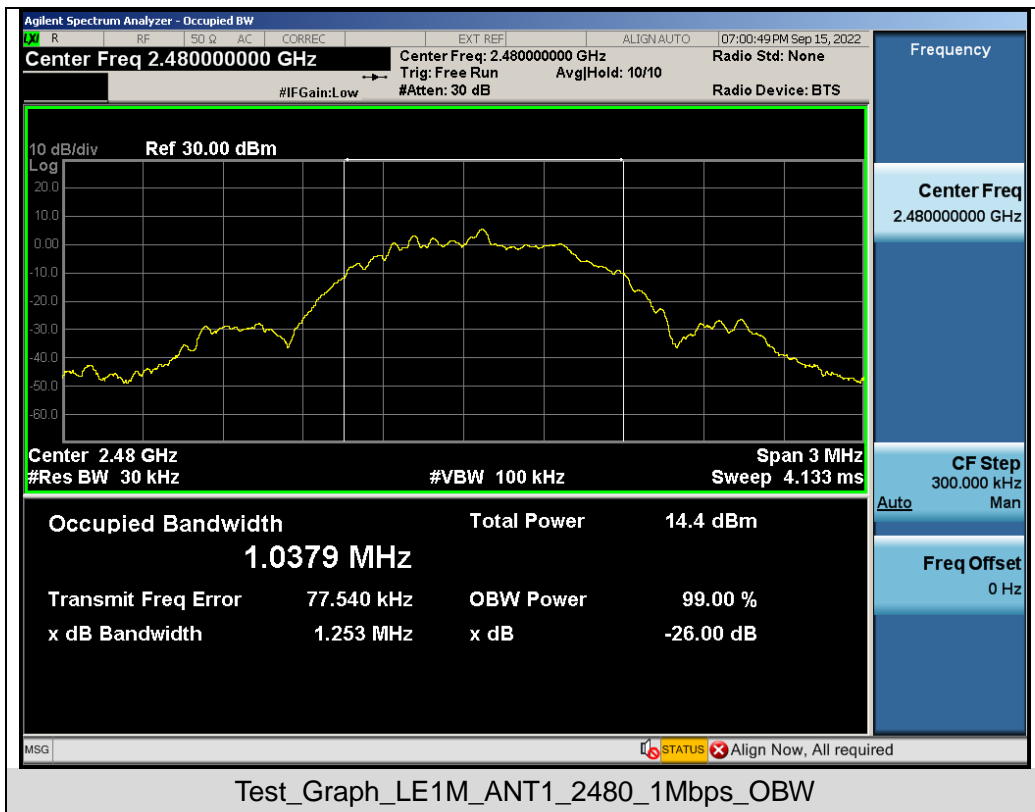 Agilent Spectrum Analyzer - Occupied BW
LXI R RF 50 Ω AC CORREC EXT REF ALIGN AUTO 07:00:49 PM Sep 15, 2022
Center Freq 2.480000000 GHz
Center Freq: 2.480000000 GHz
Radio Std: None
Trig: Free Run Avg|Hold: 10/10
#IFGain:Low
#Atten: 30 dB
Radio Device: BTS
10 dB/div Ref 30.00 dBm
Log
20.0
10.0
0.00
-10.0
-20.0
-30.0
-40.0
-50.0
-60.0
Center 2.48 GHz Span 3 MHz
#Res BW 30 kHz #VBW 100 kHz Sweep 4.133 ms
Occupied Bandwidth
1.0379 MHz
Total Power 14.4 dBm
Transmit Freq Error 77.540 kHz OBW Power 99.00 %
x dB Bandwidth 1.253 MHz x dB -26.00 dB
Frequency
Center Freq
2.480000000 GHz
CF Step
300.000 kHz
Auto Man
Freq Offset
0 Hz
MSG STATUS Align Now, All required
Test_Graph_LE1M_ANT1_2480_1Mbps_OBW